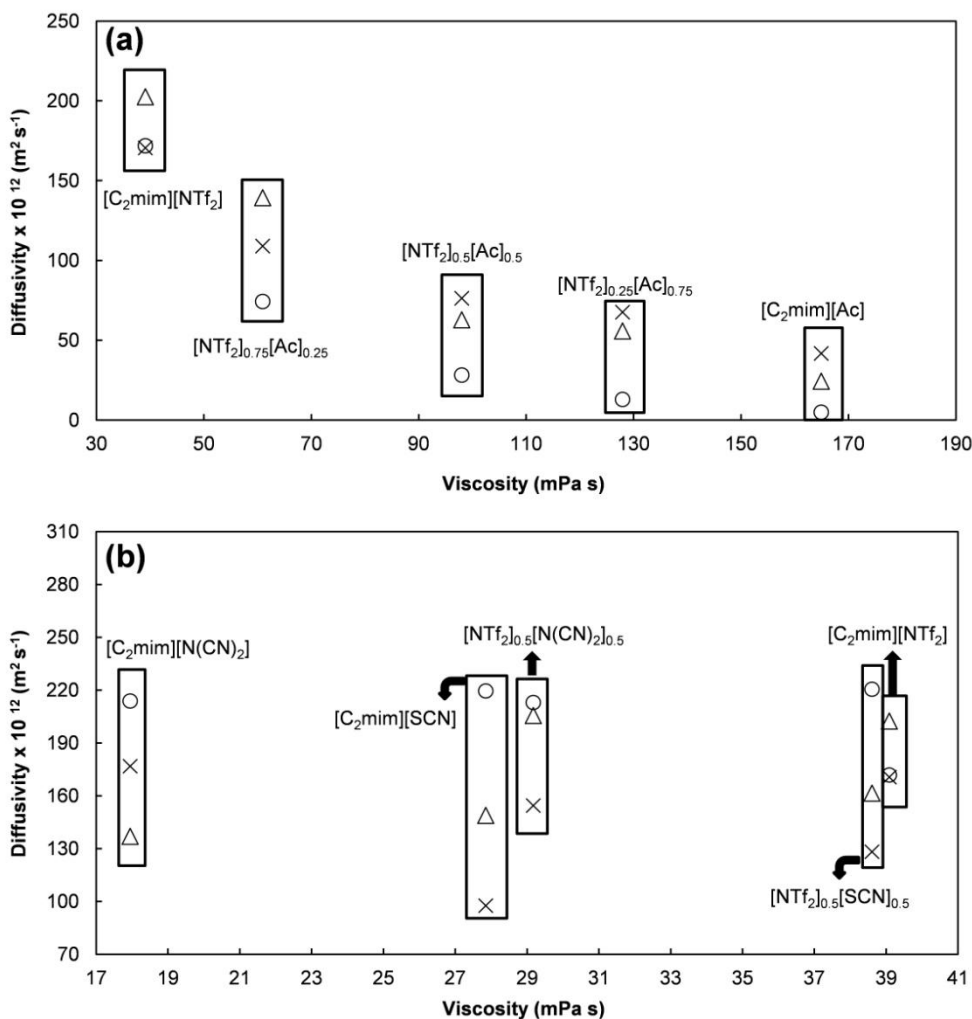 (a)
250
200
150
100
50
0
Diffusivity x 10 ¹² (m² s⁻¹)
[C₂mim][NTf₂]
[NTf₂]₀.₇₅[Ac]₀.₂₅
[NTf₂]₀.₅[Ac]₀.₅
[NTf₂]₀.₂₅[Ac]₀.₇₅
[C₂mim][Ac]
30 50 70 90 110 130 150 170 190
Viscosity (mPa s)
(b)
310
280
250
220
190
160
130
100
70
Diffusivity x 10 ¹² (m² s⁻¹)
[C₂mim][N(CN)₂]
[C₂mim][SCN]
[NTf₂]₀.₅[N(CN)₂]₀.₅
[C₂mim][NTf₂]
[NTf₂]₀.₅[SCN]₀.₅
17 19 21 23 25 27 29 31 33 35 37 39 41
Viscosity (mPa s)